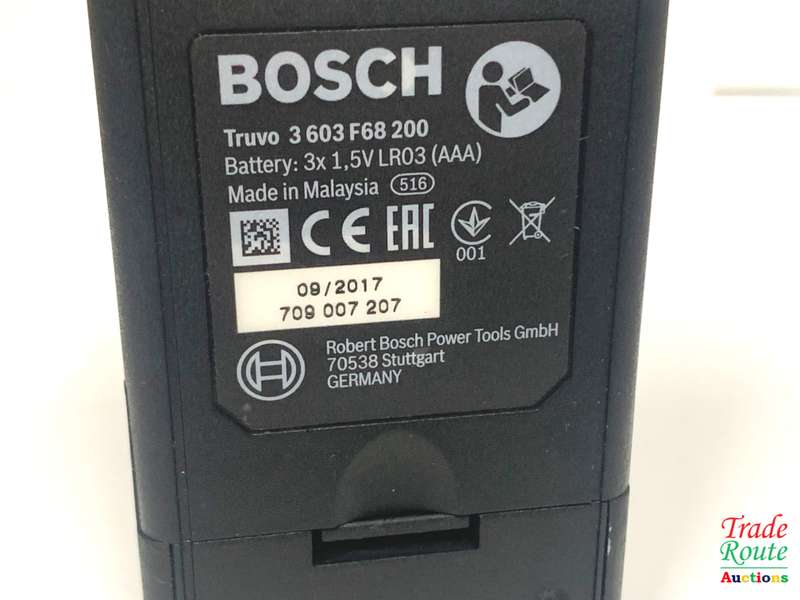 BOSCH
Truvo 3 603 F68 200
Battery: 3x 1,5V LR03 (AAA)
Made in Malaysia 516
CE EAC 001
09/2017
709 007 207
Robert Bosch Power Tools GmbH
70538 Stuttgart
GERMANY
Trade
Route
Auctions